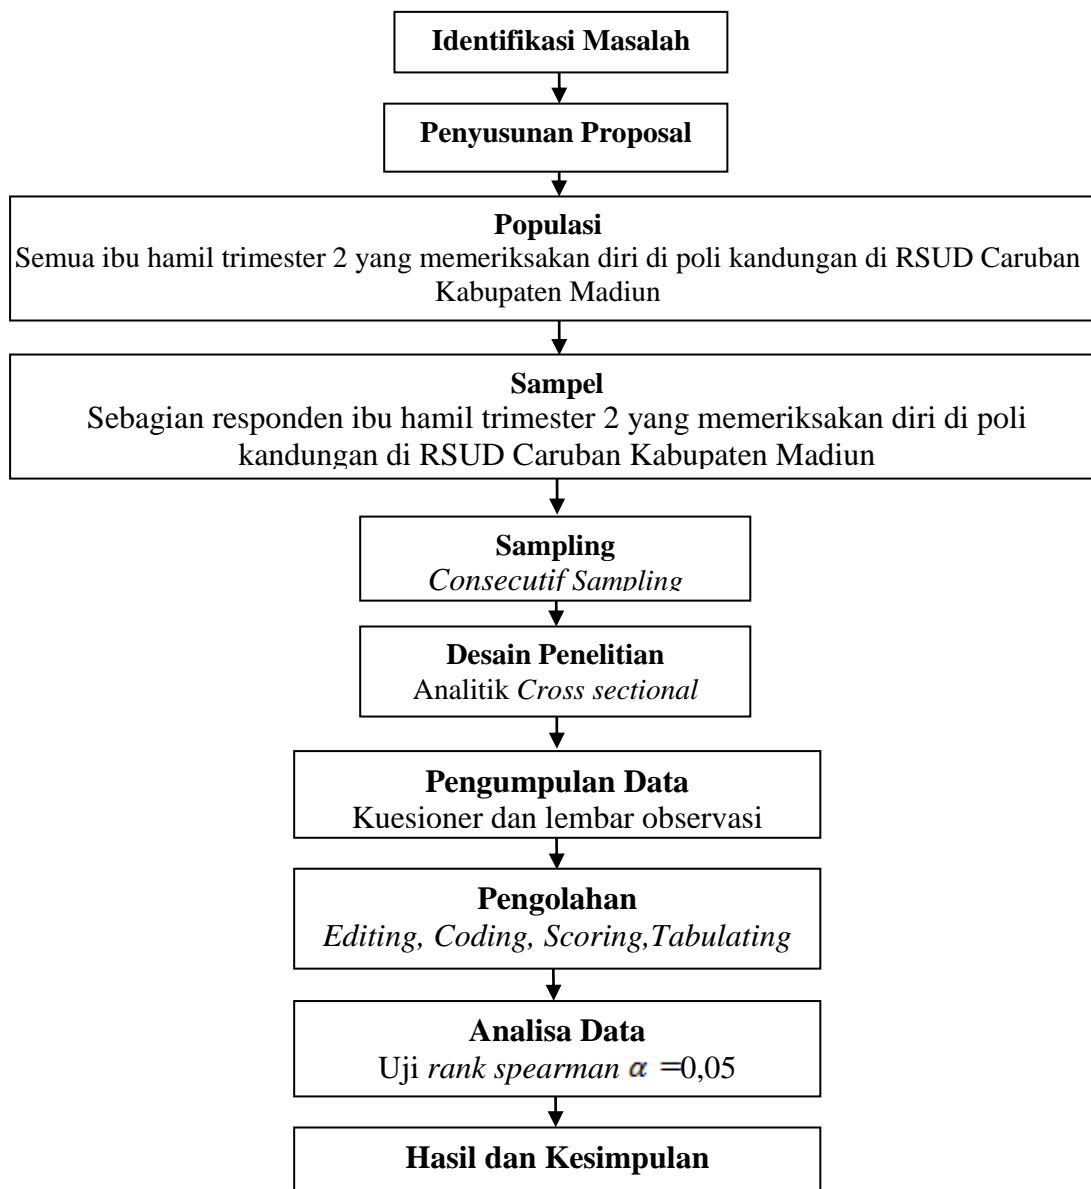 Identifikasi Masalah
Penyusunan Proposal
Populasi
Semua ibu hamil trimester 2 yang memeriksakan diri di poli kandungan di RSUD Caruban
Kabupaten Madiun
Sampel
Sebagian responden ibu hamil trimester 2 yang memeriksakan diri di poli
kandungan di RSUD Caruban Kabupaten Madiun
Sampling
Consecutif Sampling
Desain Penelitian
Analitik Cross sectional
Pengumpulan Data
Kuesioner dan lembar observasi
Pengolahan
Editing, Coding, Scoring,Tabulating
Analisa Data
Uji rank spearman α =0,05
Hasil dan Kesimpulan